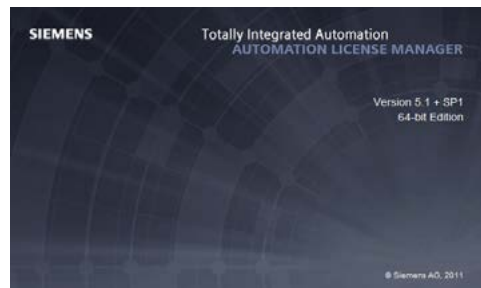 SIEMENS
Totally Integrated Automation
AUTOMATION LICENSE MANAGER
Version 5.1 + SP1
64-bit Edition
© Siemens AG, 2011